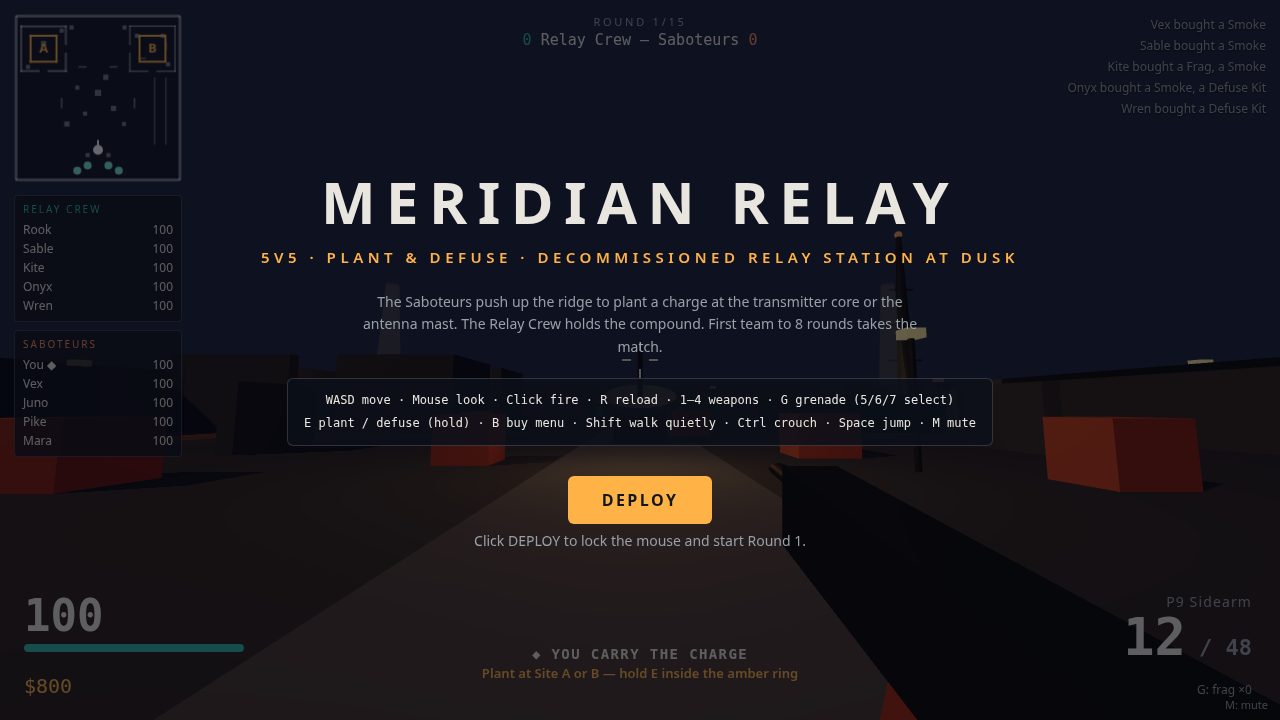 ROUND 1/15
0 Relay Crew — Saboteurs 0
Vex bought a Smoke
Sable bought a Smoke
Kite bought a Frag, a Smoke
Onyx bought a Smoke, a Defuse Kit
Wren bought a Defuse Kit
A
B
RELAY CREW
Rook 100
Sable 100
Kite 100
Onyx 100
Wren 100
SABOTEURS
You ◆ 100
Vex 100
Juno 100
Pike 100
Mara 100
MERIDIAN RELAY
5V5 · PLANT & DEFUSE · DECOMMISSIONED RELAY STATION AT DUSK
The Saboteurs push up the ridge to plant a charge at the transmitter core or the
antenna mast. The Relay Crew holds the compound. First team to 8 rounds takes the
match.
WASD move · Mouse look · Click fire · R reload · 1–4 weapons · G grenade (5/6/7 select)
E plant / defuse (hold) · B buy menu · Shift walk quietly · Ctrl crouch · Space jump · M mute
DEPLOY
Click DEPLOY to lock the mouse and start Round 1.
100
$800
◆ YOU CARRY THE CHARGE
Plant at Site A or B — hold E inside the amber ring
P9 Sidearm
12 / 48
G: frag ×0
M: mute